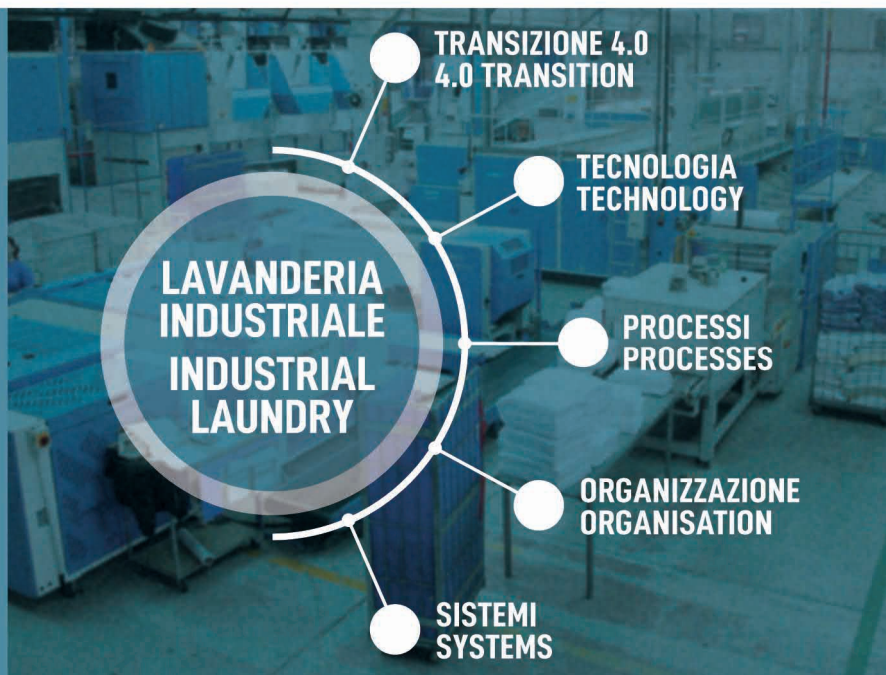 TRANSIZIONE 4.0
4.0 TRANSITION
TECNOLOGIA
TECHNOLOGY
LAVANDERIA
INDUSTRIALE
INDUSTRIAL
LAUNDRY
PROCESSI
PROCESSES
ORGANIZZAZIONE
ORGANISATION
SISTEMI
SYSTEMS